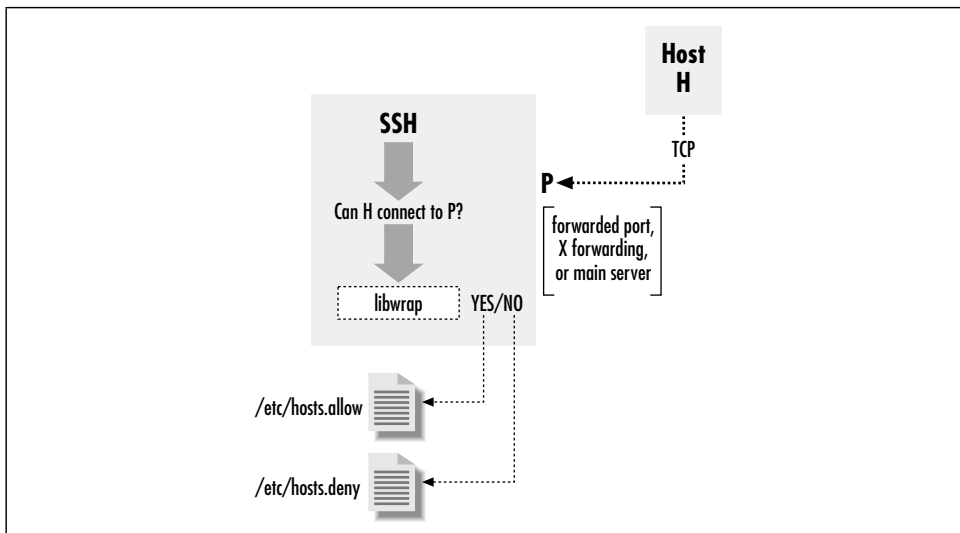 Host
H
SSH
TCP
P
Can H connect to P?
forwarded port,
X forwarding,
or main server
libwrap
YES/NO
/etc/hosts.allow
/etc/hosts.deny